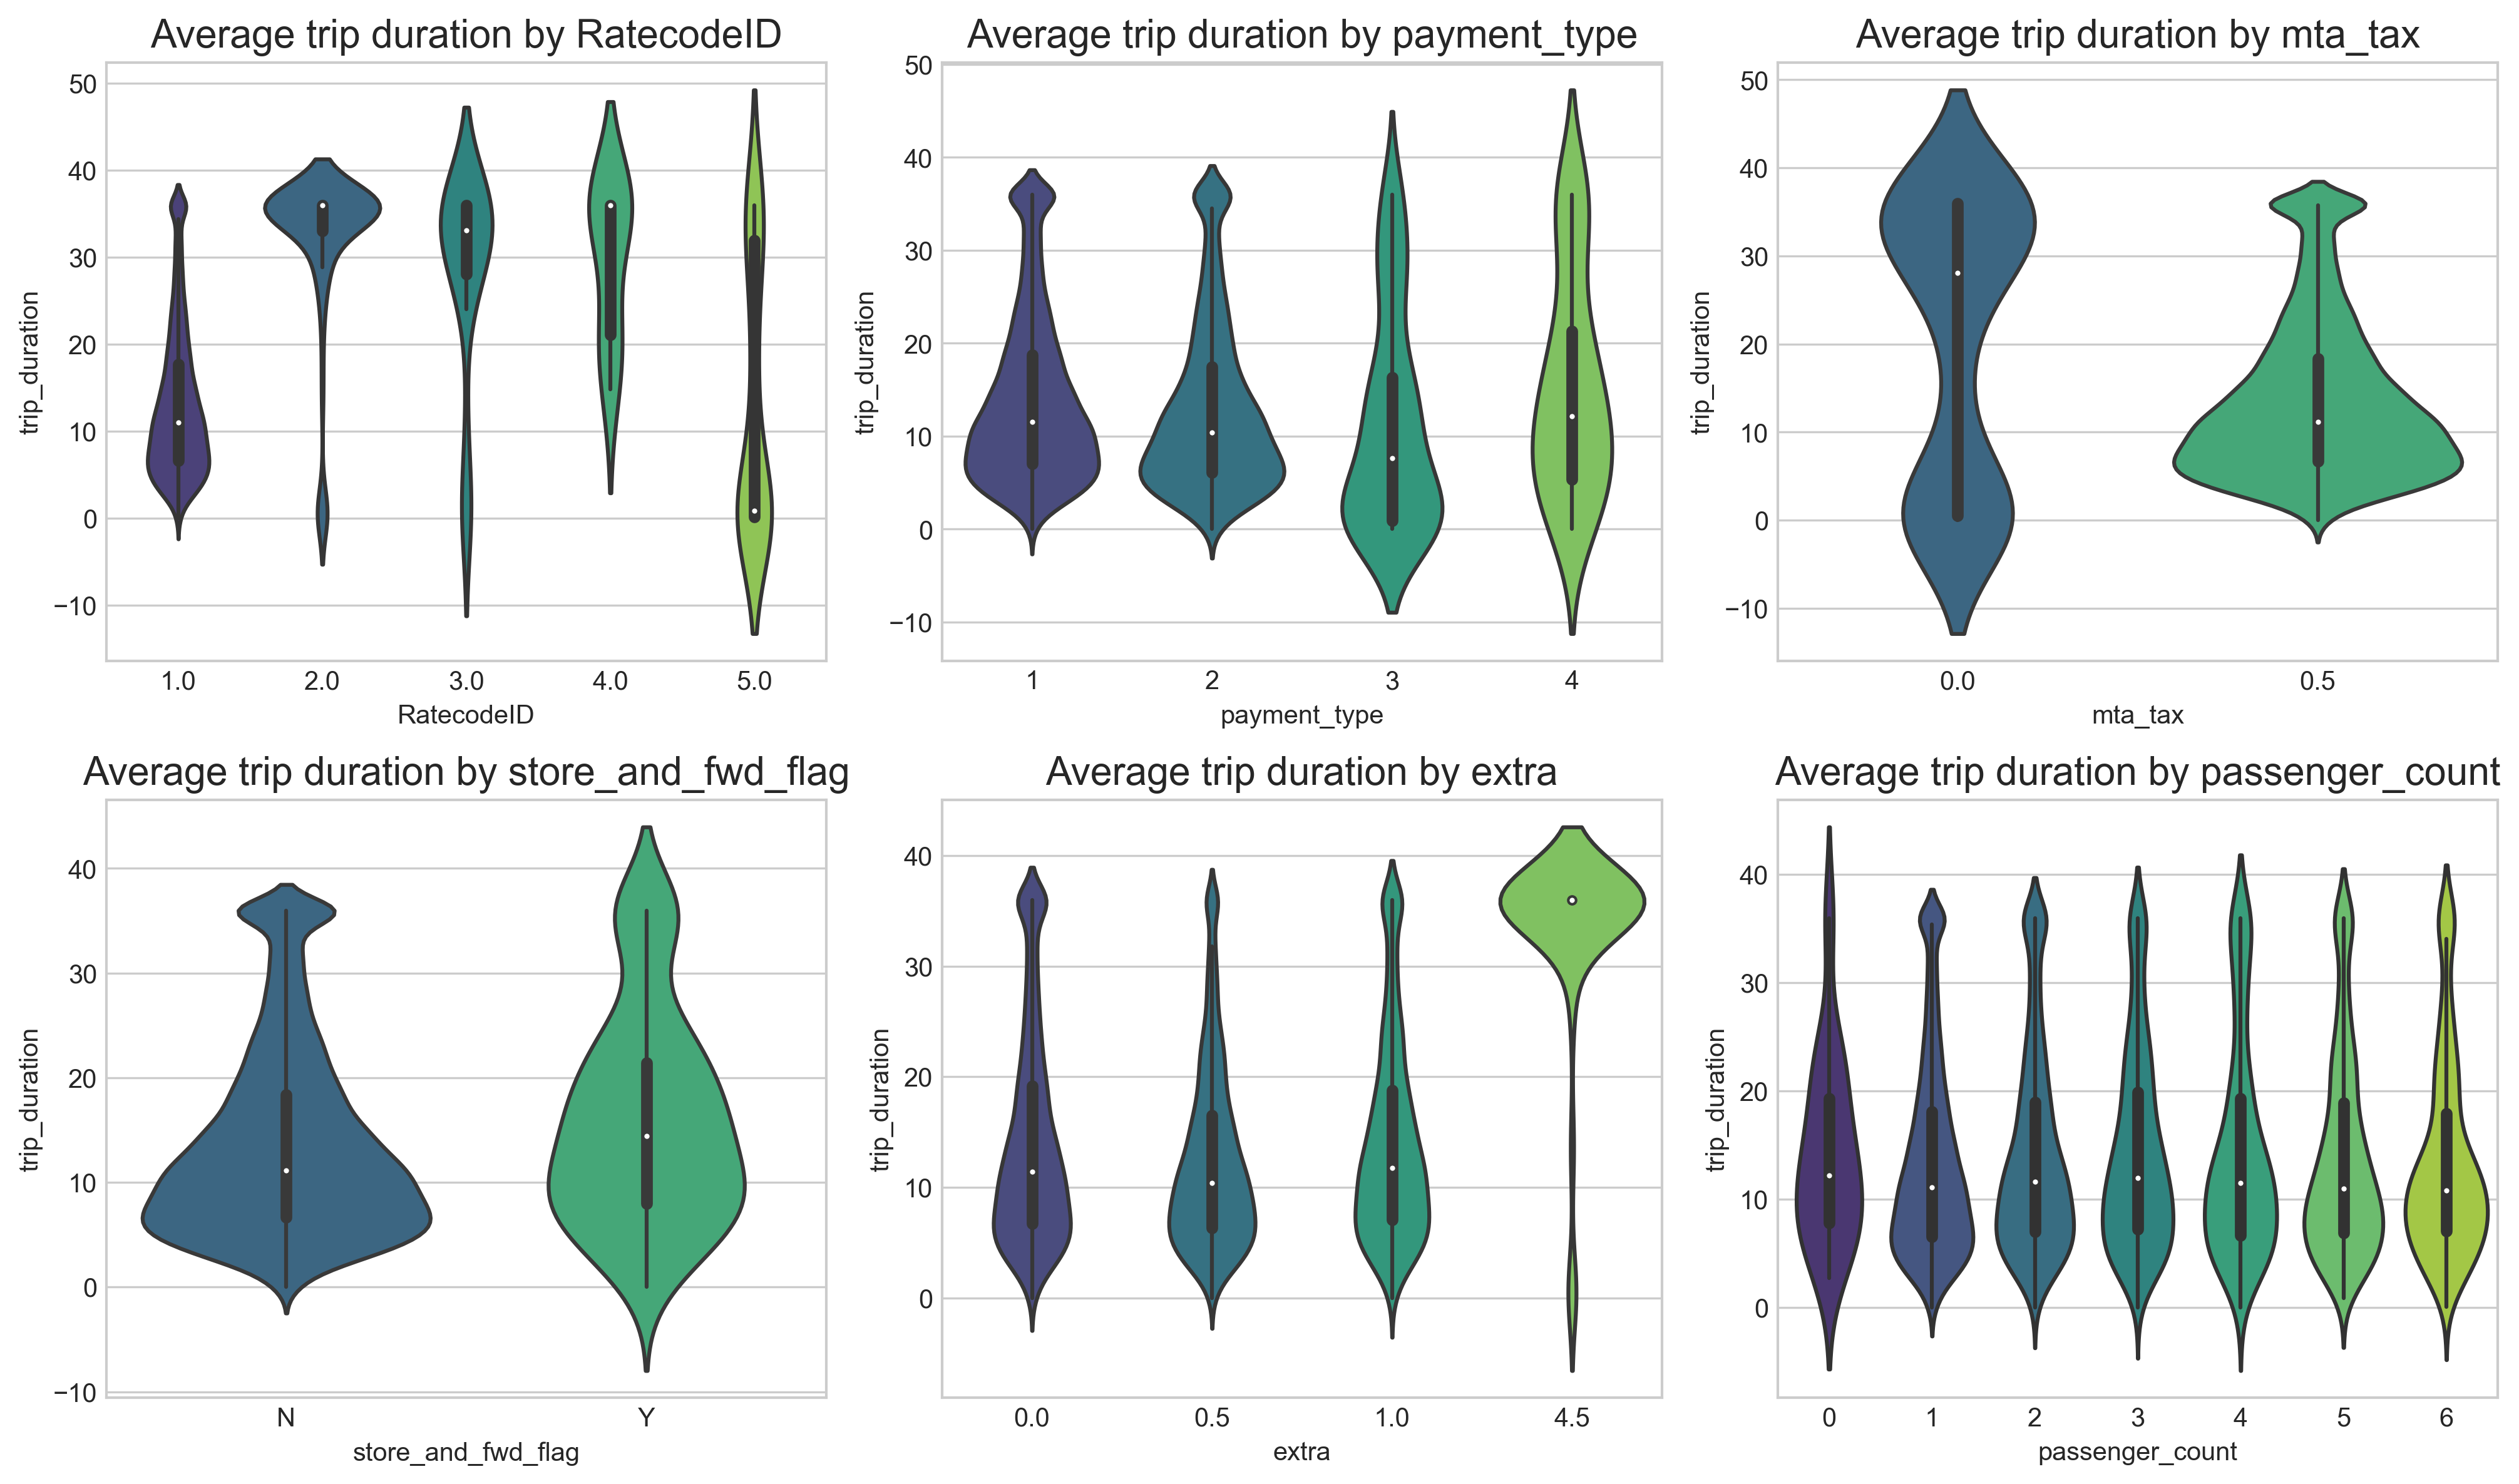 Average trip duration by RatecodeID
50
40
30
20
10
0
−10
trip_duration
1.0 2.0 3.0 4.0 5.0
RatecodeID
Average trip duration by payment_type
50
40
30
20
10
0
−10
trip_duration
1 2 3 4
payment_type
Average trip duration by mta_tax
50
40
30
20
10
0
−10
trip_duration
0.0 0.5
mta_tax
Average trip duration by store_and_fwd_flag
40
30
20
10
0
−10
trip_duration
N Y
store_and_fwd_flag
Average trip duration by extra
40
30
20
10
0
trip_duration
0.0 0.5 1.0 4.5
extra
Average trip duration by passenger_count
40
30
20
10
0
trip_duration
0 1 2 3 4 5 6
passenger_count